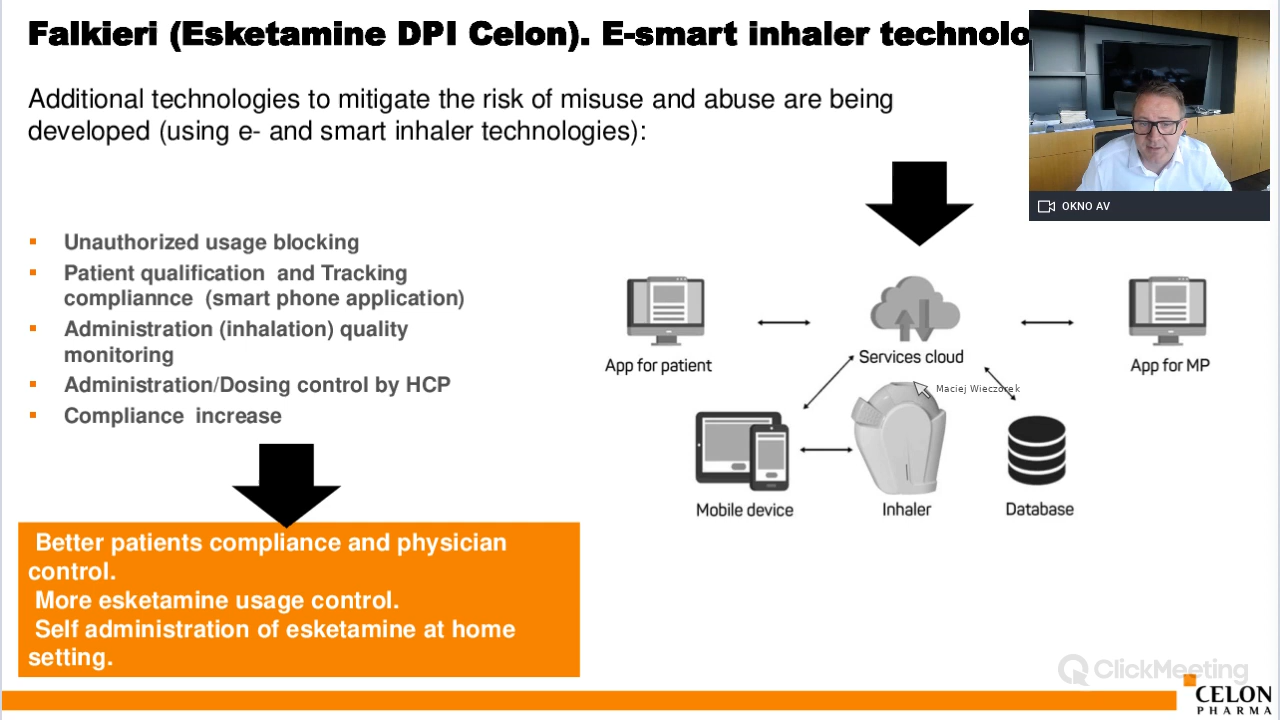 Falkieri (Esketamine DPI Celon). E-smart inhaler technolo
Additional technologies to mitigate the risk of misuse and abuse are being
developed (using e- and smart inhaler technologies):
OKNO AV
▪ Unauthorized usage blocking
▪ Patient qualification and Tracking
compliannce (smart phone application)
▪ Administration (inhalation) quality
monitoring
▪ Administration/Dosing control by HCP
▪ Compliance increase
Better patients compliance and physician
control.
More esketamine usage control.
Self administration of esketamine at home
setting.
App for patient
Services cloud
App for MP
Maciej Wieczorek
Mobile device
Inhaler
Database
ClickMeeting
CELON
PHARMA